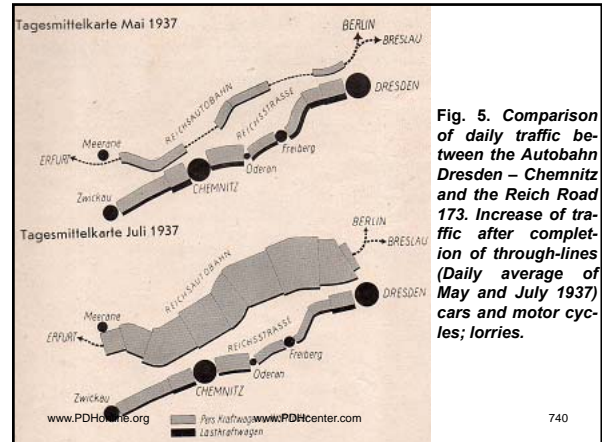 Tagesmittelkarte Mai 1937
BERLIN
BRESLAU
DRESDEN
REICHSAUTOBAHN
REICHSSTRASSE
Meerane
ERFURT
Freiberg
Öderan
CHEMNITZ
Zwickau
Tagesmittelkarte Juli 1937
BERLIN
BRESLAU
DRESDEN
REICHSAUTOBAHN
REICHSSTRASSE
Meerane
ERFURT
Freiberg
Oderan
CHEMNITZ
Zwickau
Pers Kraftwagen
Lastkraftwagen
Fig. 5. Comparison
of daily traffic be-
tween the Autobahn
Dresden – Chemnitz
and the Reich Road
173. Increase of tra-
ffic after complet-
ion of through-lines
(Daily average of
May and July 1937)
cars and motor cyc-
les; lorries.
www.PDHonline.org
www.PDHcenter.com
740